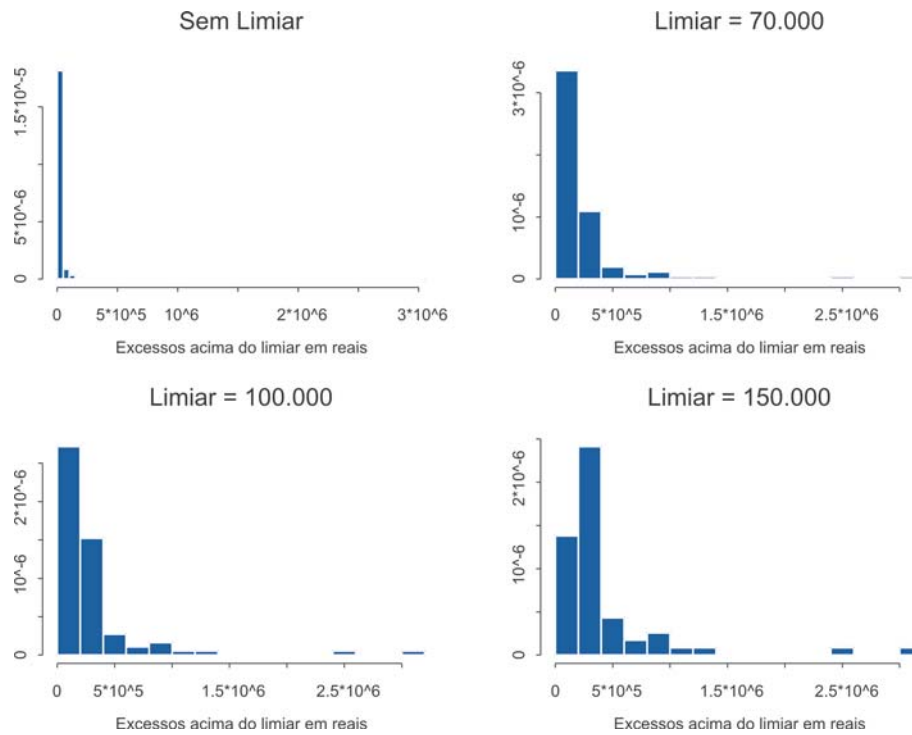 Sem Limiar
1.5*10^-5
5*10^-6
0
0 5*10^5 10^6 2*10^6 3*10^6
Excessos acima do limiar em reais
Limiar = 70.000
3*10^-6
10^-6
0
0 5*10^5 1.5*10^6 2.5*10^6
Excessos acima do limiar em reais
Limiar = 100.000
2*10^-6
10^-6
0
0 5*10^5 1.5*10^6 2.5*10^6
Excessos acima do limiar em reais
Limiar = 150.000
2*10^-6
10^-6
0
0 5*10^5 1.5*10^6 2.5*10^6
Excessos acima do limiar em reais